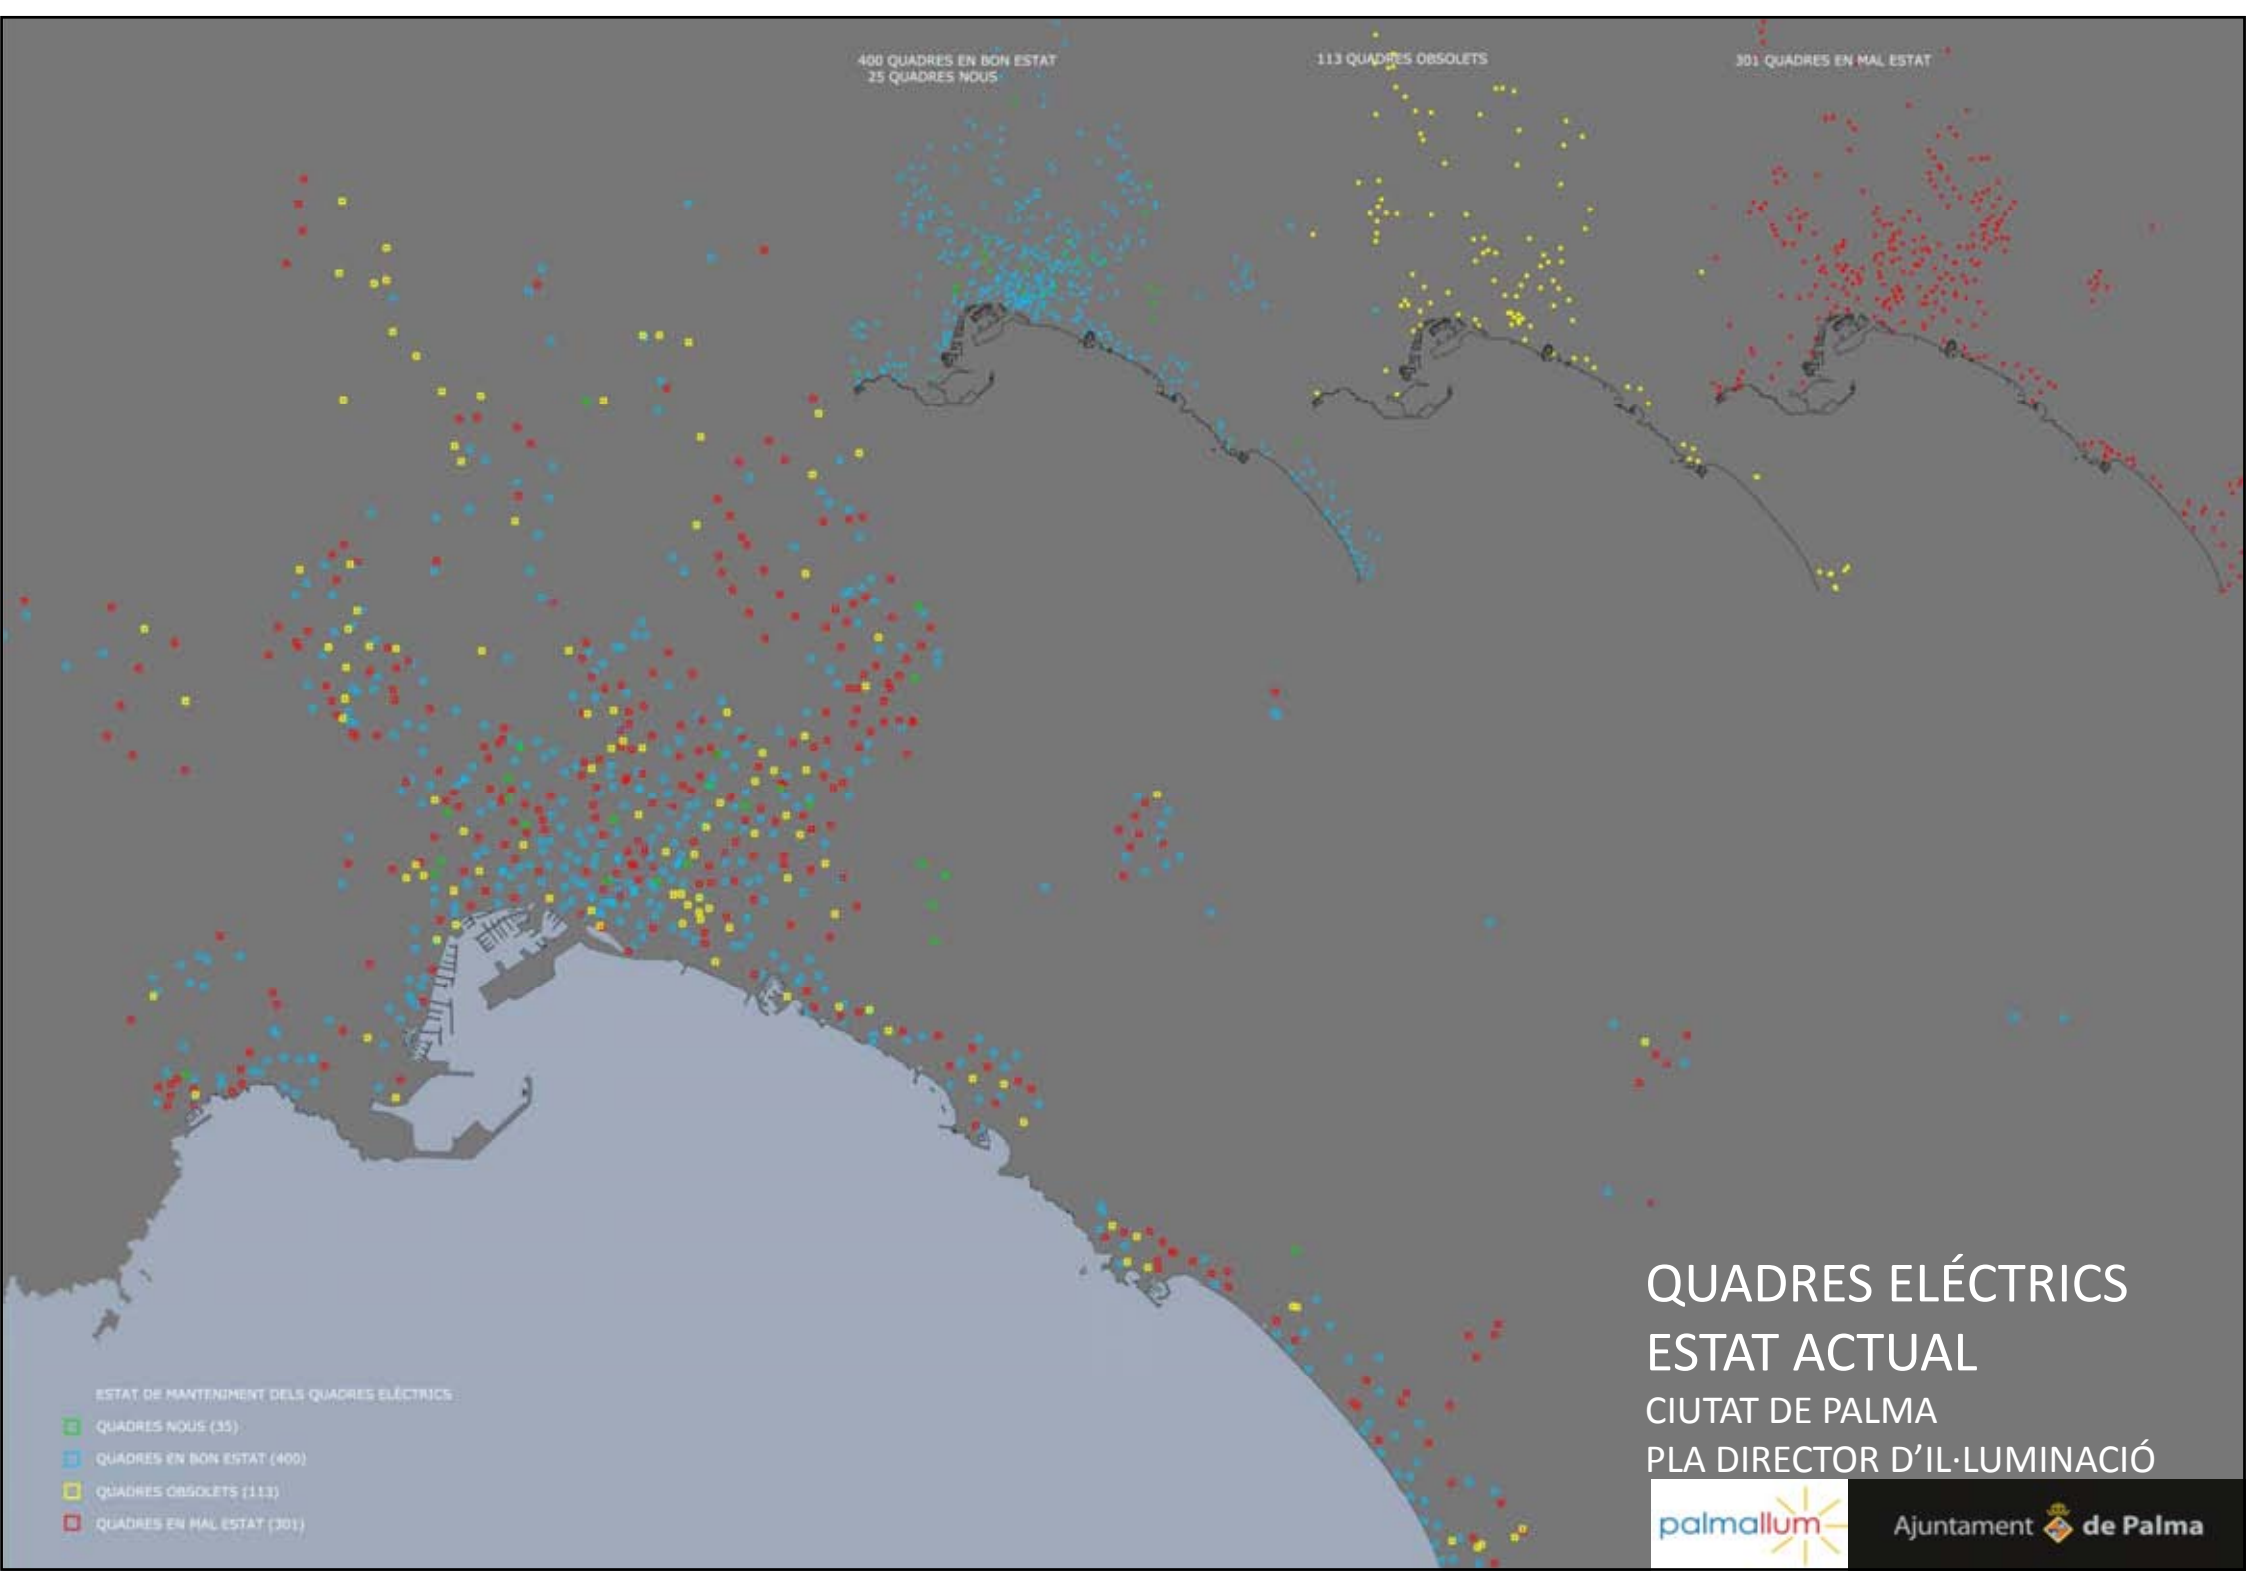 400 QUADRES EN BON ESTAT
25 QUADRES NOUS
113 QUADRES OBSOLETS
301 QUADRES EN MAL ESTAT
ESTAT DE MANTENIMENT DELS QUADRES ELÈCTRICS
QUADRES NOUS (35)
QUADRES EN BON ESTAT (400)
QUADRES OBSOLETS (113)
QUADRES EN MAL ESTAT (301)
QUADRES ELÉCTRICS
ESTAT ACTUAL
CIUTAT DE PALMA
PLA DIRECTOR D'IL·LUMINACIÓ
palmallum
Ajuntament de Palma